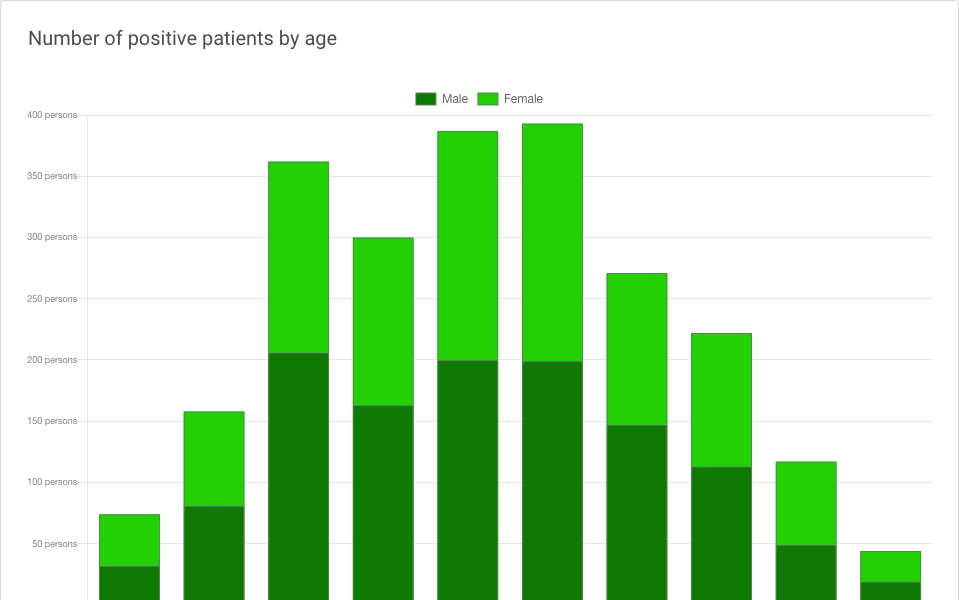 Number of positive patients by age
Male Female
400 persons
350 persons
300 persons
250 persons
200 persons
150 persons
100 persons
50 persons